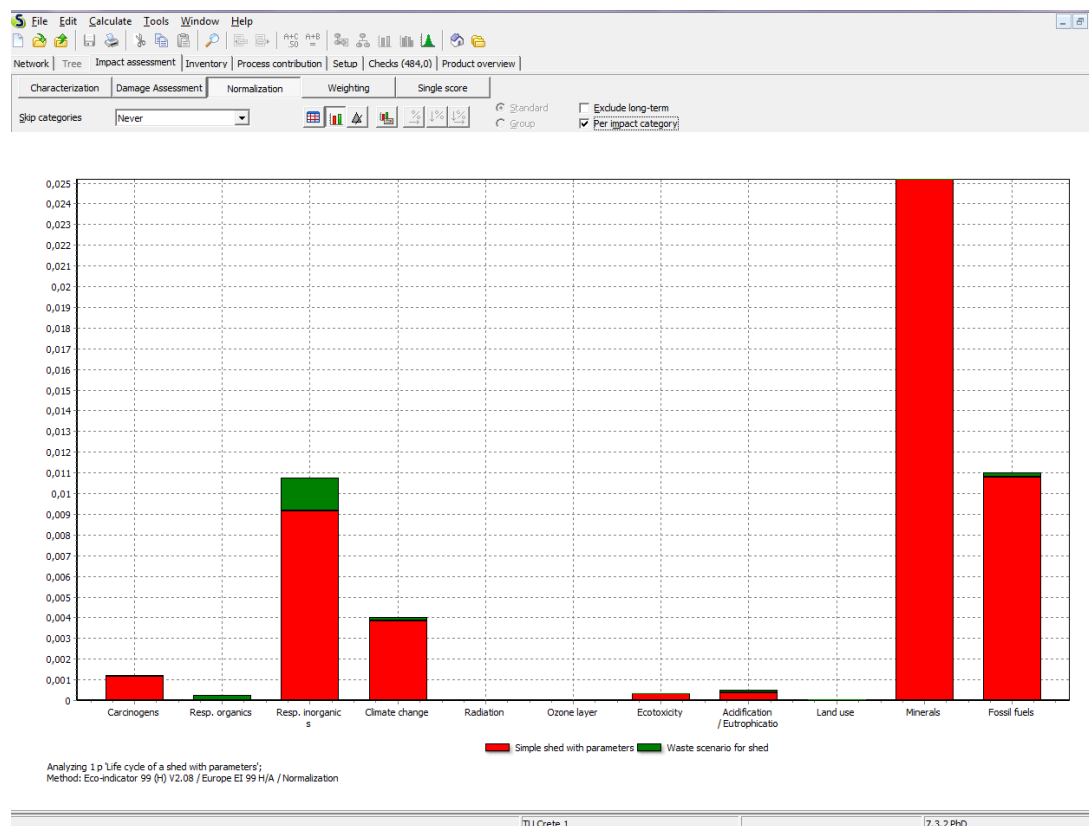 S File Edit Calculate Tools Window Help
A+C .50 A+B =
Network Tree Impact assessment Inventory Process contribution Setup Checks (484,0) Product overview
Characterization Damage Assessment Normalization Weighting Single score
Skip categories Never % 1% 1% Standard Group Exclude long-term Per impact category
0,025
0,024
0,023
0,022
0,021
0,02
0,019
0,018
0,017
0,016
0,015
0,014
0,013
0,012
0,011
0,01
0,009
0,008
0,007
0,006
0,005
0,004
0,003
0,002
0,001
0
Carcinogens Resp. organics Resp. inorganic s Climate change Radiation Ozone layer Ecotoxicity Acidification / Eutrophicatio Land use Minerals Fossil fuels
Simple shed with parameters Waste scenario for shed
Analyzing 1 p 'Life cycle of a shed with parameters';
Method: Eco-indicator 99 (H) V2.08 / Europe EI 99 H/A / Normalization
TU Crete 1 7.3.2 PhD